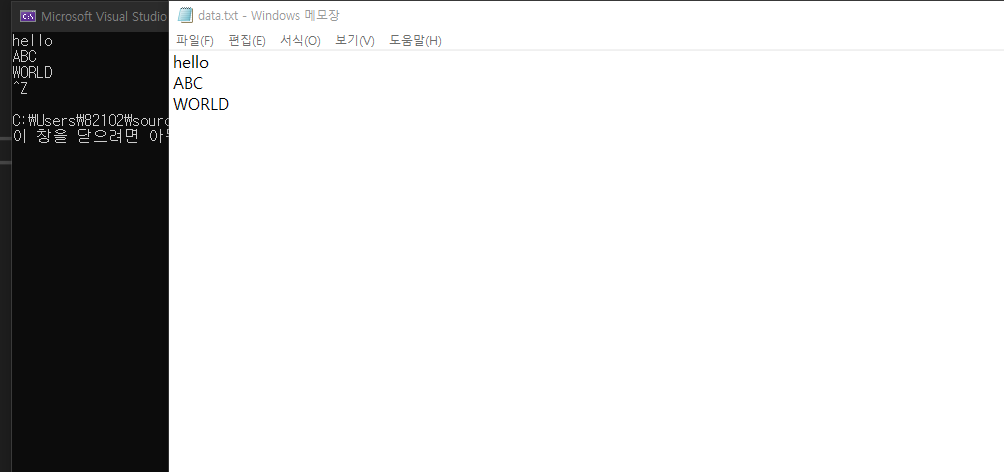 Microsoft Visual Studio
hello
ABC
WORLD
^Z
C:₩Users₩82102₩sourc
이 창을 닫으려면
data.txt - Windows 메모장
파일(F) 편집(E) 서식(O) 보기(V) 도움말(H)
hello
ABC
WORLD